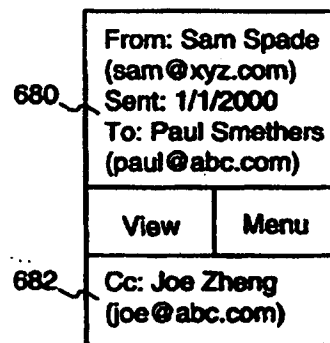 From: Sam Spade
(sam@xyz.com)
680
Sent: 1/1/2000
To: Paul Smethers
(paul@abc.com)
View Menu
682
Cc: Joe Zheng
(joe@abc.com)